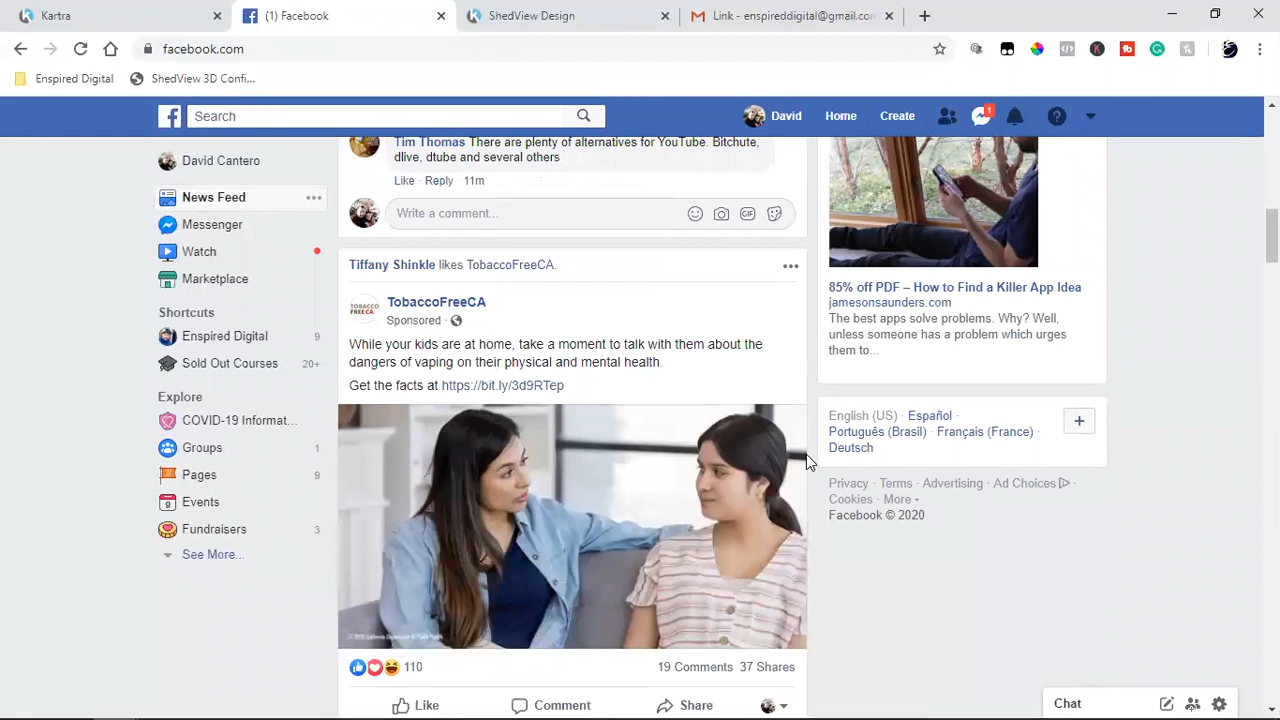 Kartra
(1) Facebook
ShedView Design
Link - enspireddigital@gmail.com
facebook.com
Enspired Digital
ShedView 3D Confi...
Search
David
Home
Create
1
David Cantero
News Feed
Messenger
Watch
Marketplace
Shortcuts
Enspired Digital 9
Sold Out Courses 20+
Explore
COVID-19 Informat...
Groups 1
Pages 9
Events
Fundraisers 3
See More...
Tim Thomas There are plenty of alternatives for YouTube. Bitchute,
dlive, dtube and several others
Like · Reply · 11m
Write a comment...
GIF
Tiffany Shinkle likes TobaccoFreeCA.
TOBACCO
FREE CA
TobaccoFreeCA
Sponsored ·
While your kids are at home, take a moment to talk with them about the
dangers of vaping on their physical and mental health.
Get the facts at https://bit.ly/3d9RTep
110
19 Comments 37 Shares
Like
Comment
Share
85% off PDF – How to Find a Killer App Idea
jamesonsaunders.com
The best apps solve problems. Why? Well,
unless someone has a problem which urges
them to...
English (US) · Español ·
Português (Brasil) · Français (France) ·
Deutsch
Privacy · Terms · Advertising · Ad Choices ·
Cookies · More
Facebook © 2020
Chat